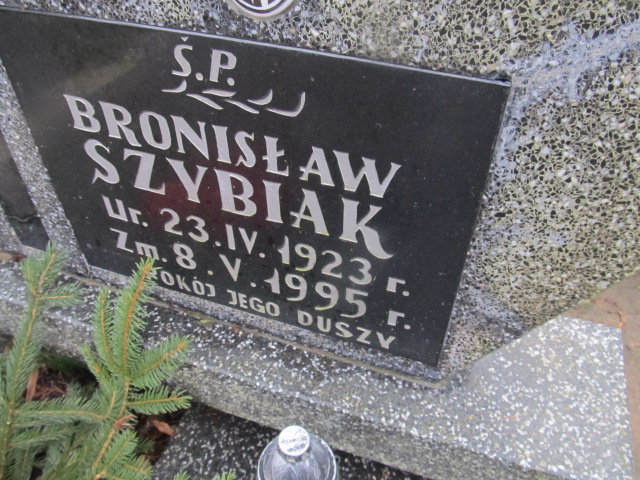 Ś.P.
BRONISŁAW
SZYBIAK
Ur. 23.IV.1923 r.
Zm. 8.V.1995 r.
POKÓJ JEGO DUSZY